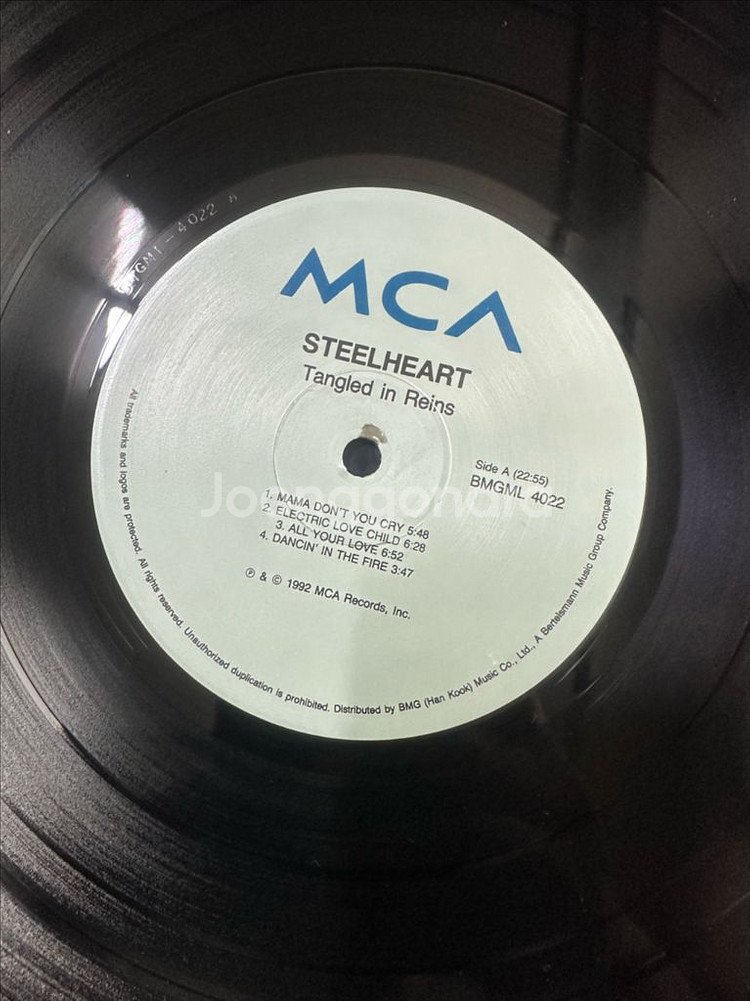 BMGML-4022 A
MCA
STEELHEART
Tangled in Reins
Side A (22:55)
BMGML 4022
1. MAMA DON'T YOU CRY 5:48
2. ELECTRIC LOVE CHILD 6:28
3. ALL YOUR LOVE 6:52
4. DANCIN' IN THE FIRE 3:47
℗ & © 1992 MCA Records, Inc.
All trademarks and logos are protected. All rights reserved. Unauthorized duplication is prohibited. Distributed by BMG (Han Kook) Music Co., Ltd., A Bertelsmann Music Group Company.